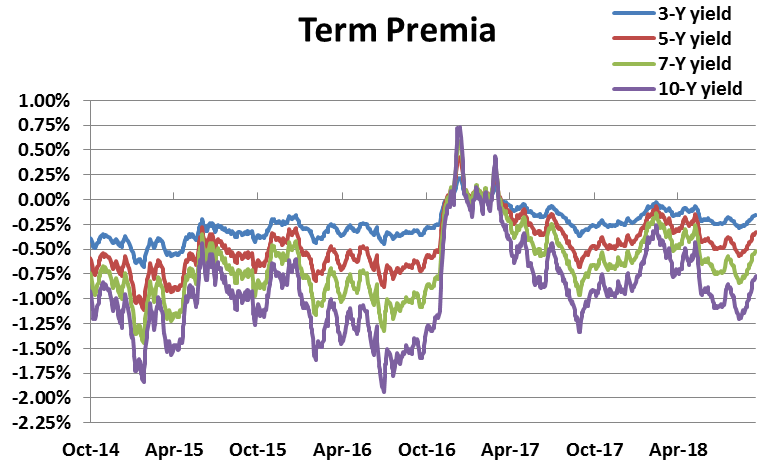 Term Premia
3-Y yield
5-Y yield
7-Y yield
10-Y yield
1.00%
0.75%
0.50%
0.25%
0.00%
-0.25%
-0.50%
-0.75%
-1.00%
-1.25%
-1.50%
-1.75%
-2.00%
-2.25%
Oct-14 Apr-15 Oct-15 Apr-16 Oct-16 Apr-17 Oct-17 Apr-18